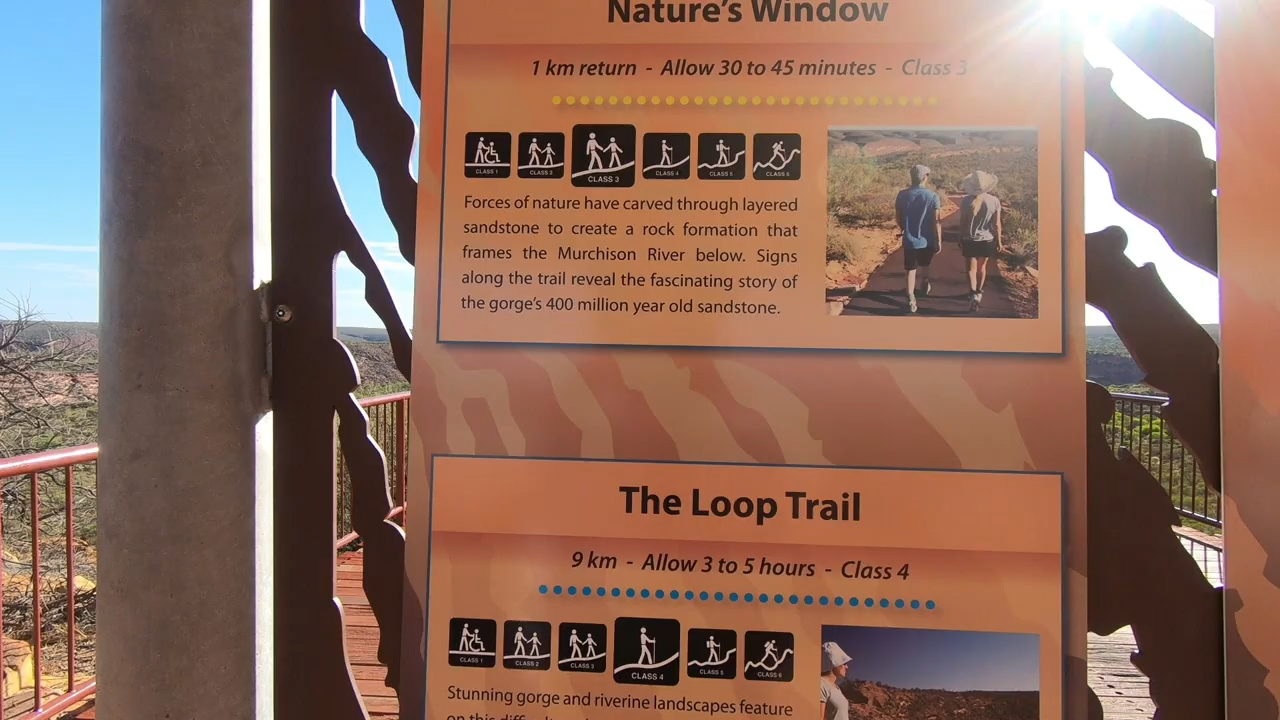 Nature's Window
1 km return - Allow 30 to 45 minutes - Class 3
CLASS 1 CLASS 2 CLASS 3 CLASS 4 CLASS 5 CLASS 6
Forces of nature have carved through layered
sandstone to create a rock formation that
frames the Murchison River below. Signs
along the trail reveal the fascinating story of
the gorge's 400 million year old sandstone.
The Loop Trail
9 km - Allow 3 to 5 hours - Class 4
CLASS 1 CLASS 2 CLASS 3 CLASS 4 CLASS 5 CLASS 6
Stunning gorge and riverine landscapes feature
on this